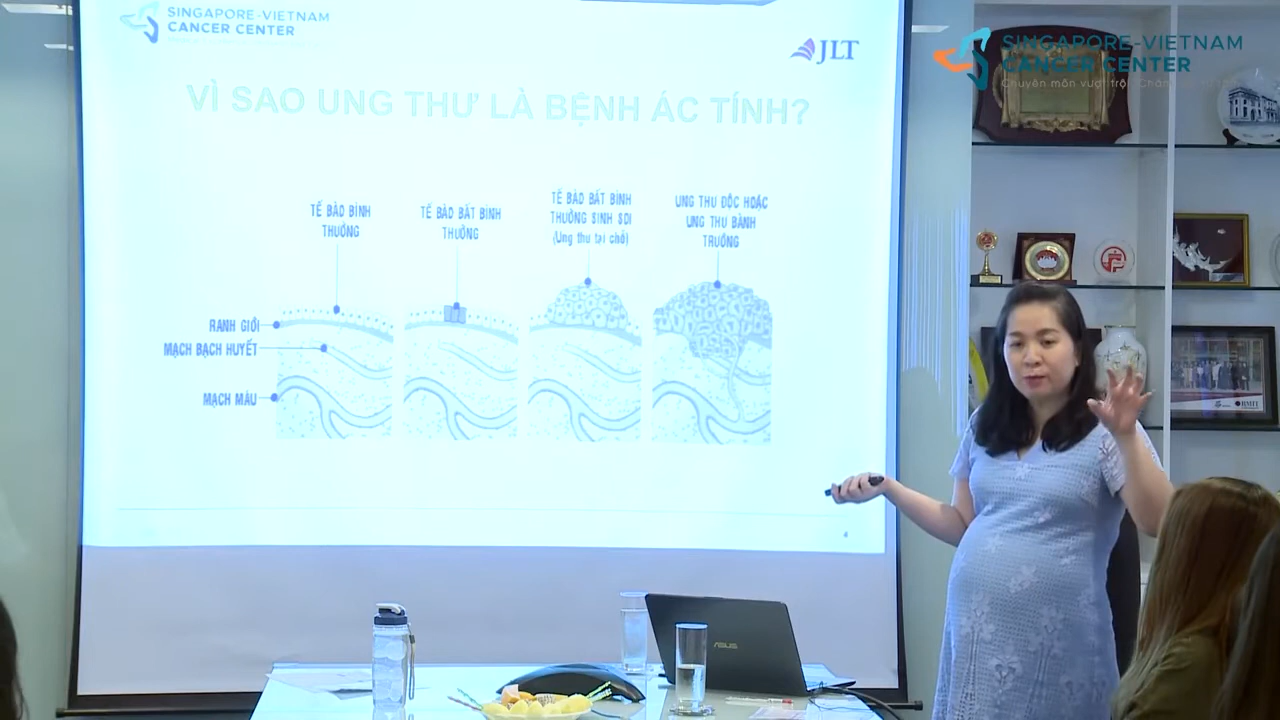 SINGAPORE-VIETNAM
CANCER CENTER
JLT
SINGAPORE-VIETNAM
CANCER CENTER
Chuyên môn vượt trội
VÌ SAO UNG THƯ LÀ BỆNH ÁC TÍNH?
TẾ BÀO BÌNH
THƯỜNG
TẾ BÀO BẤT BÌNH
THƯỜNG
TẾ BÀO BẤT BÌNH
THƯỜNG SINH SÔI
(Ung thư tại chỗ)
UNG THƯ ĐỘC HOẶC
UNG THƯ BÀNH
TRƯỚNG
RANH GIỚI
MẠCH BẠCH HUYẾT
MẠCH MÁU
4
ASUS